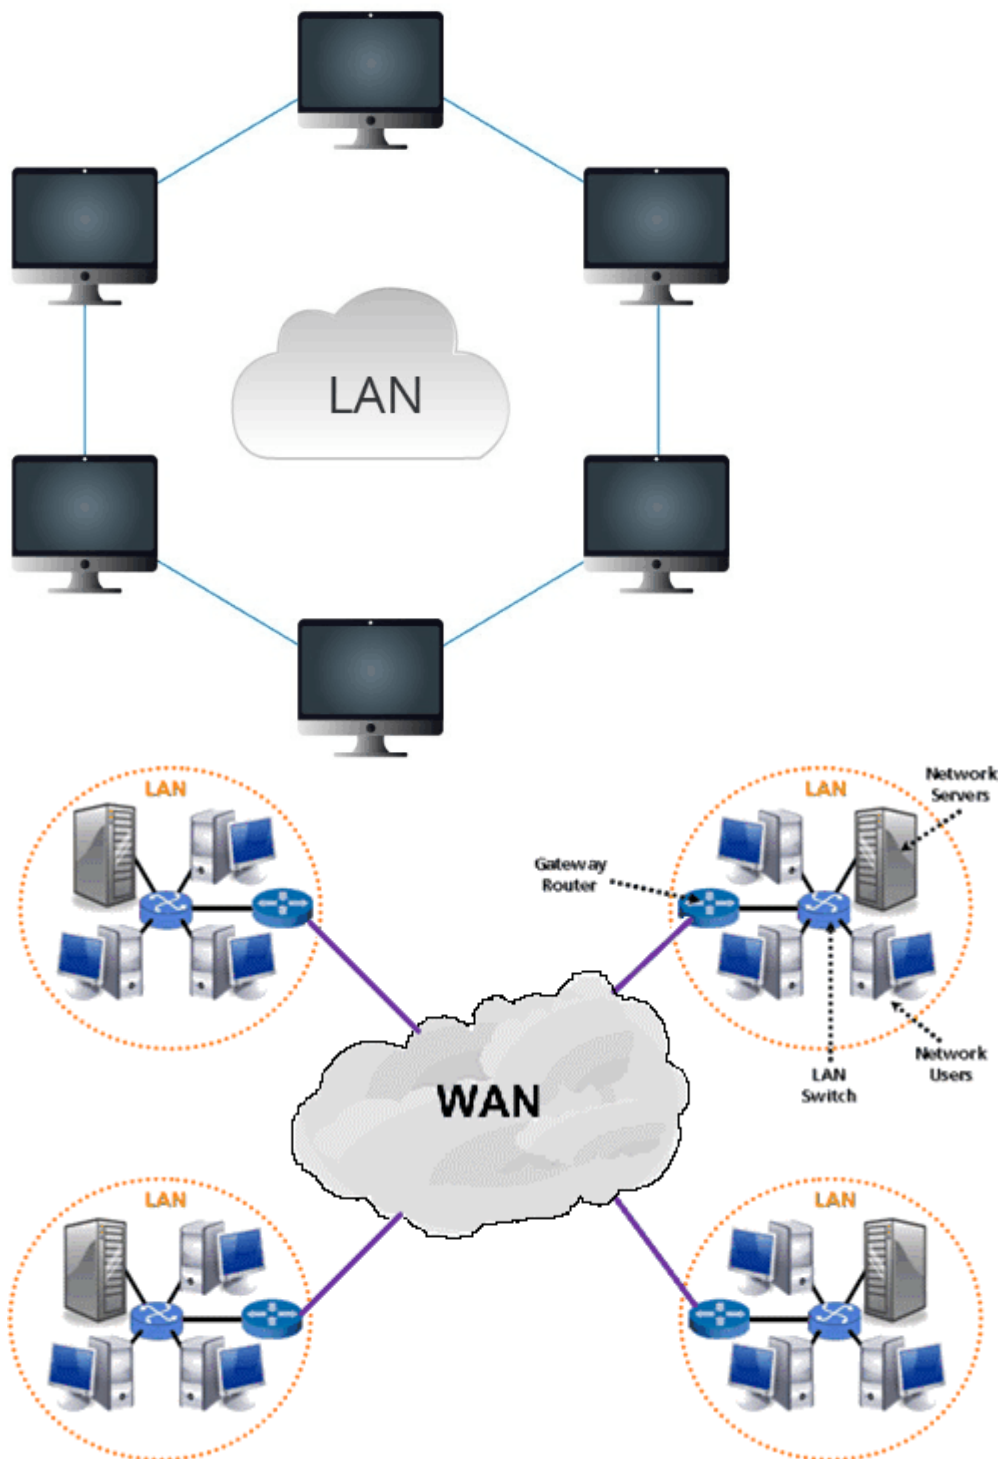 LAN
LAN
LAN
Network
Servers
Gateway
Router
WAN
Network
Users
LAN
Switch
LAN
LAN